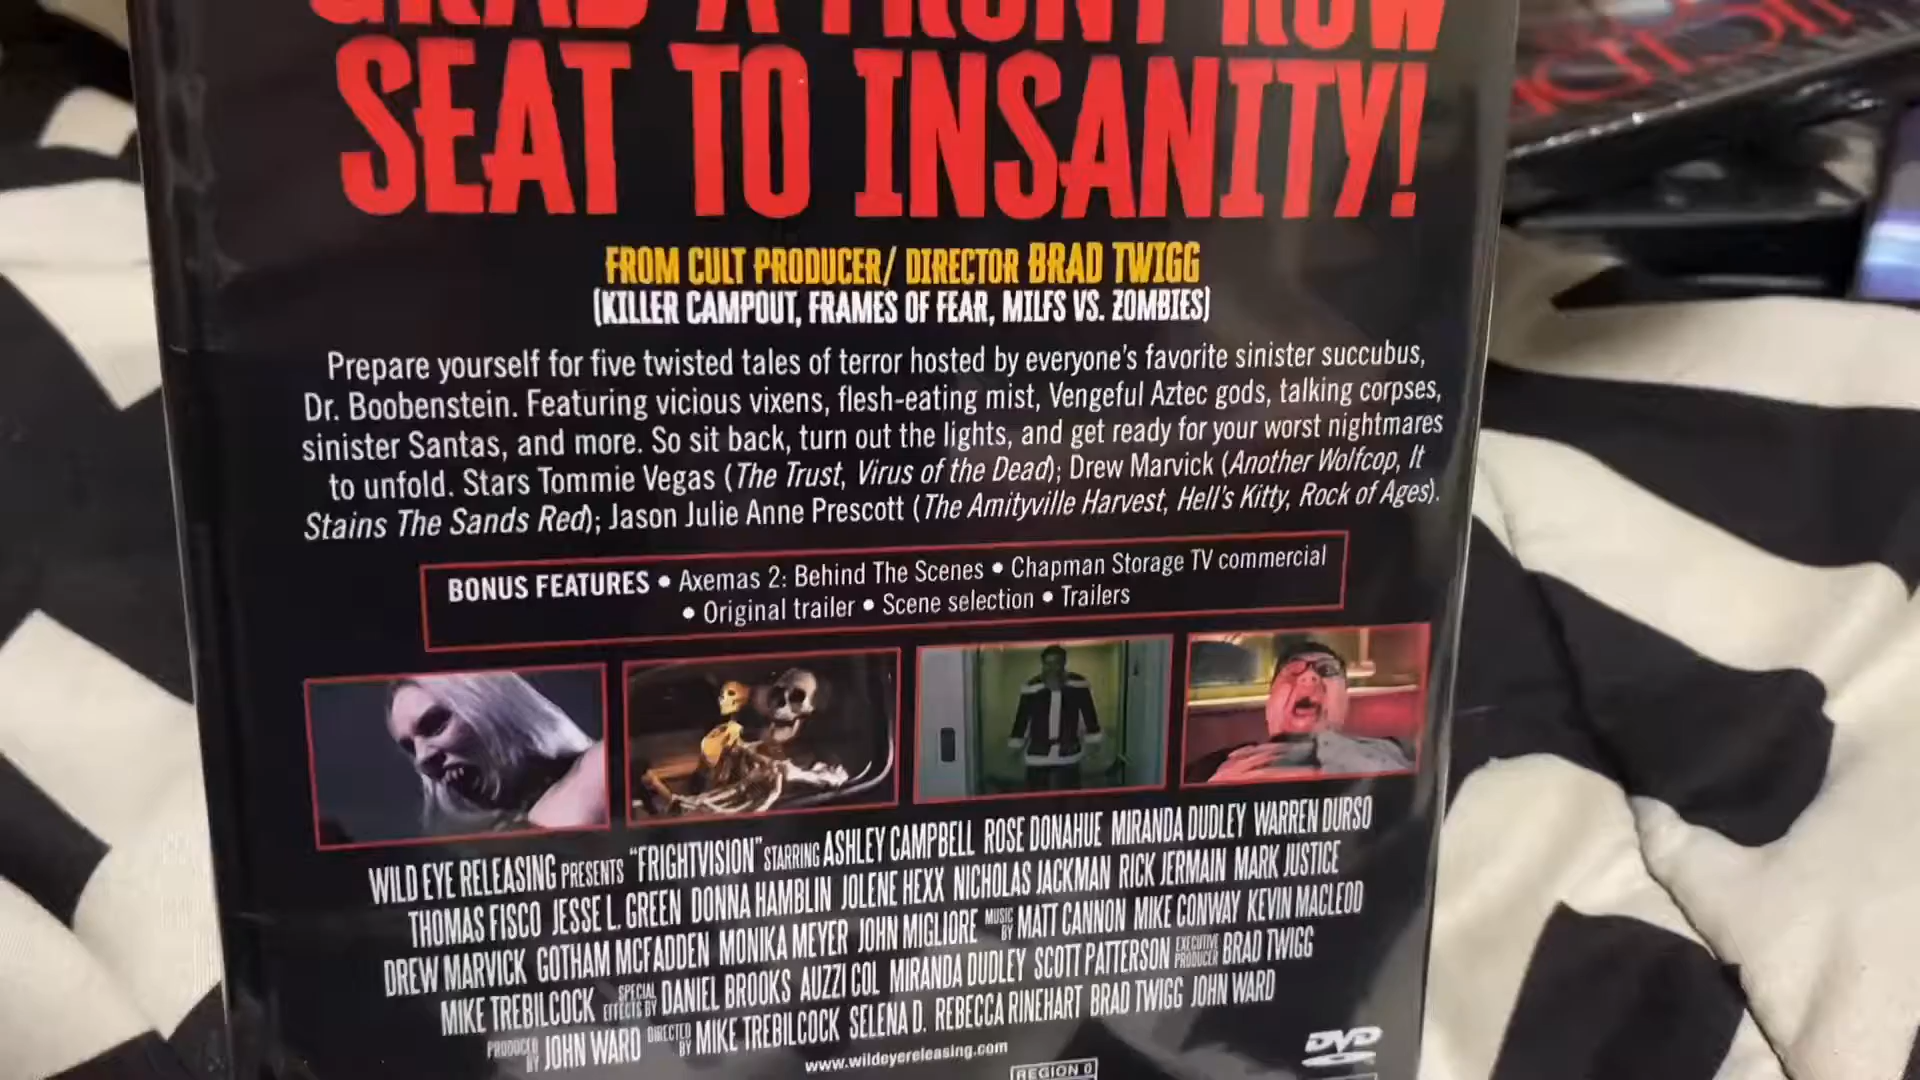 GRAB A FRONT ROW
SEAT TO INSANITY!
FROM CULT PRODUCER/ DIRECTOR BRAD TWIGG
(KILLER CAMPOUT, FRAMES OF FEAR, MILFS VS. ZOMBIES)
Prepare yourself for five twisted tales of terror hosted by everyone's favorite sinister succubus,
Dr. Boobenstein. Featuring vicious vixens, flesh-eating mist, Vengeful Aztec gods, talking corpses,
sinister Santas, and more. So sit back, turn out the lights, and get ready for your worst nightmares
to unfold. Stars Tommie Vegas (The Trust, Virus of the Dead); Drew Marvick (Another Wolfcop, It
Stains The Sands Red); Jason Julie Anne Prescott (The Amityville Harvest, Hell's Kitty, Rock of Ages).
BONUS FEATURES • Axemas 2: Behind The Scenes • Chapman Storage TV commercial
• Original trailer • Scene selection • Trailers
WILD EYE RELEASING PRESENTS "FRIGHTVISION" STARRING ASHLEY CAMPBELL ROSE DONAHUE MIRANDA DUDLEY WARREN DURSO
THOMAS FISCO JESSE L. GREEN DONNA HAMBLIN JOLENE HEXX NICHOLAS JACKMAN RICK JERMAIN MARK JUSTICE
DREW MARVICK GOTHAM MCFADDEN MONIKA MEYER JOHN MIGLIORE MUSIC BY MATT CANNON MIKE CONWAY KEVIN MACLEOD
MIKE TREBILCOCK SPECIAL EFFECTS BY DANIEL BROOKS AUZZI COL MIRANDA DUDLEY SCOTT PATTERSON EXECUTIVE PRODUCER BRAD TWIGG
PRODUCED BY JOHN WARD DIRECTED BY MIKE TREBILCOCK SELENA D. REBECCA RINEHART BRAD TWIGG JOHN WARD
www.wildeyereleasing.com
DVD
REGION 0